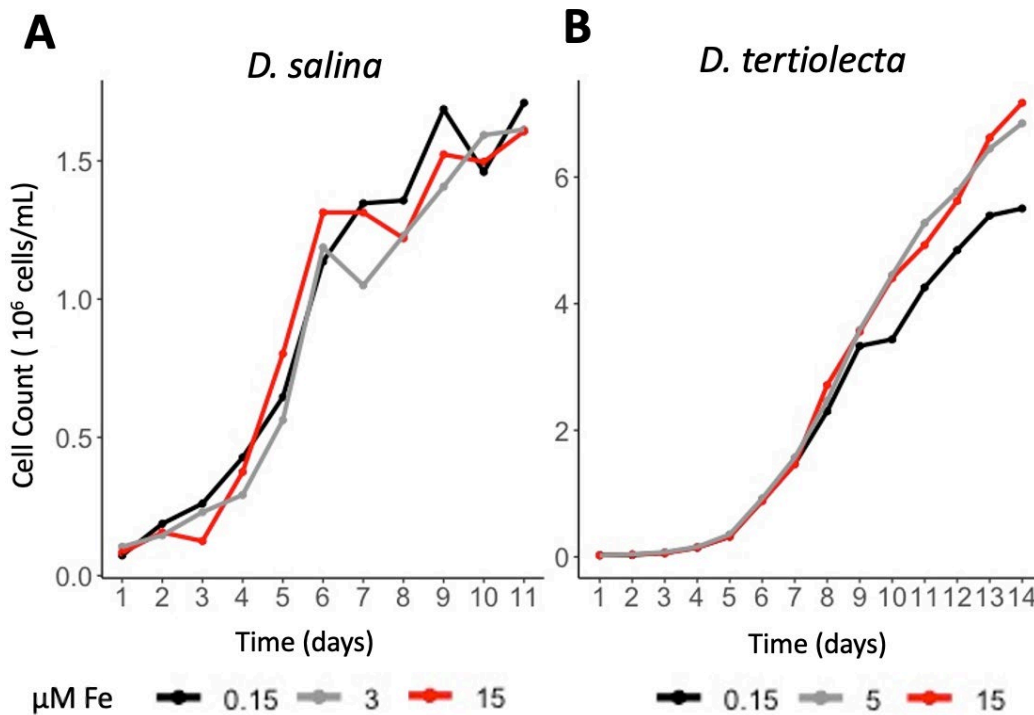 A
B
D. salina
D. tertiolecta
Cell Count ( 10⁶ cells/mL)
1.5
1.0
0.5
0.0
6
4
2
0
1 2 3 4 5 6 7 8 9 10 11
1 2 3 4 5 6 7 8 9 10 11 12 13 14
Time (days)
Time (days)
µM Fe 0.15 3 15
0.15 5 15